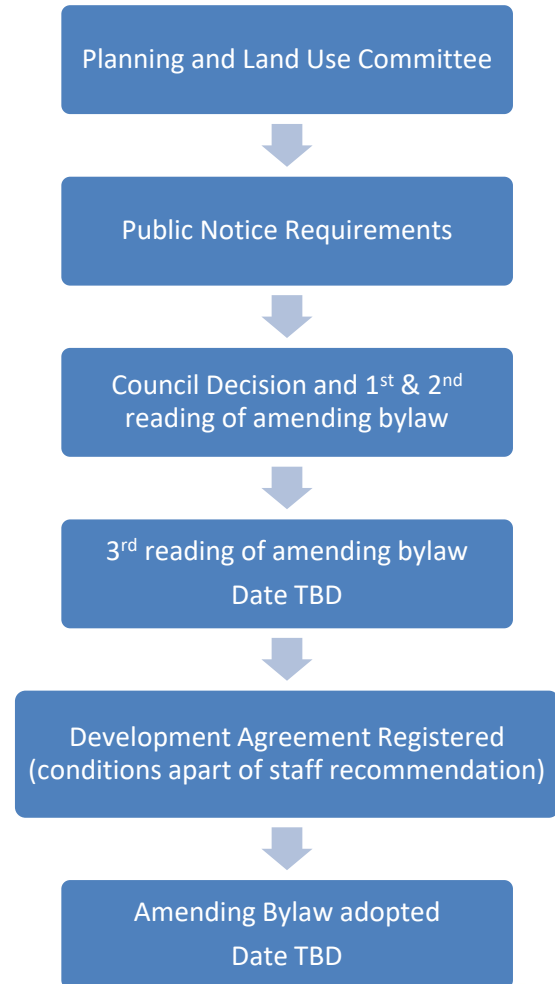 Planning and Land Use Committee
Public Notice Requirements
Council Decision and 1st & 2nd
reading of amending bylaw
3rd reading of amending bylaw
Date TBD
Development Agreement Registered
(conditions apart of staff recommendation)
Amending Bylaw adopted
Date TBD